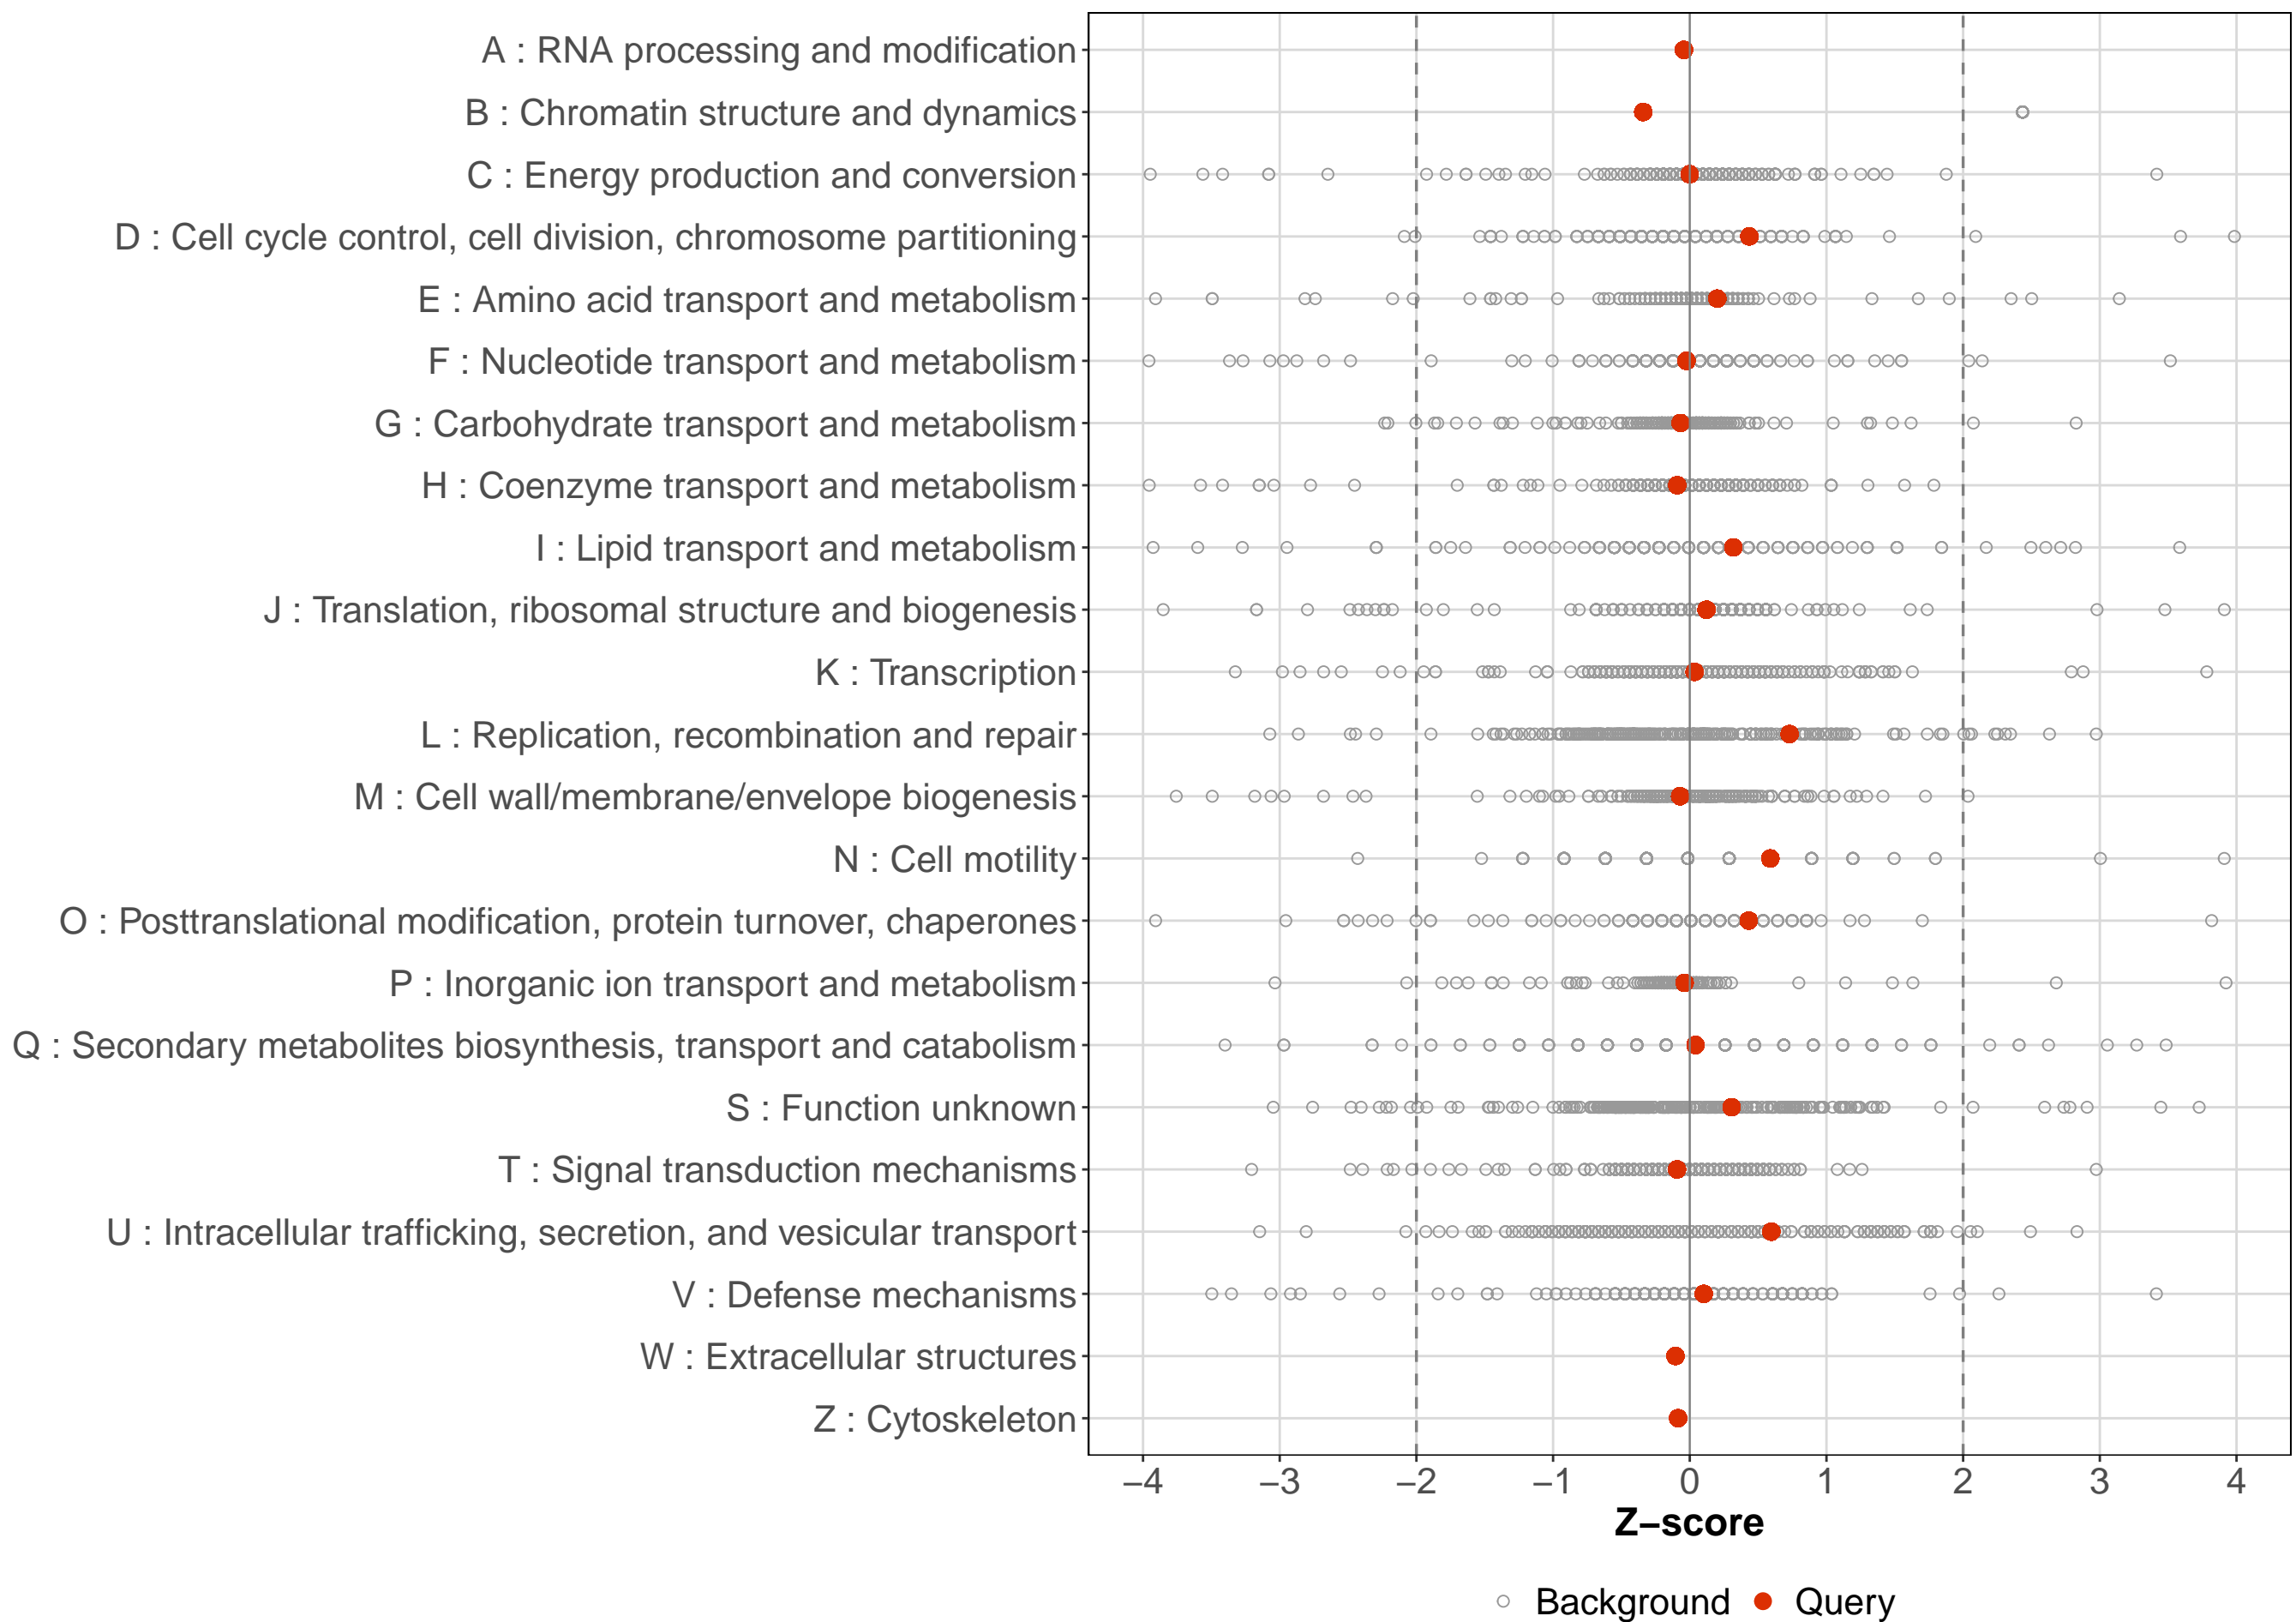 A : RNA processing and modification
B : Chromatin structure and dynamics
C : Energy production and conversion
D : Cell cycle control, cell division, chromosome partitioning
E : Amino acid transport and metabolism
F : Nucleotide transport and metabolism
G : Carbohydrate transport and metabolism
H : Coenzyme transport and metabolism
I : Lipid transport and metabolism
J : Translation, ribosomal structure and biogenesis
K : Transcription
L : Replication, recombination and repair
M : Cell wall/membrane/envelope biogenesis
N : Cell motility
O : Posttranslational modification, protein turnover, chaperones
P : Inorganic ion transport and metabolism
Q : Secondary metabolites biosynthesis, transport and catabolism
S : Function unknown
T : Signal transduction mechanisms
U : Intracellular trafficking, secretion, and vesicular transport
V : Defense mechanisms
W : Extracellular structures
Z : Cytoskeleton
−4 −3 −2 −1 0 1 2 3 4
Z−score
Background Query